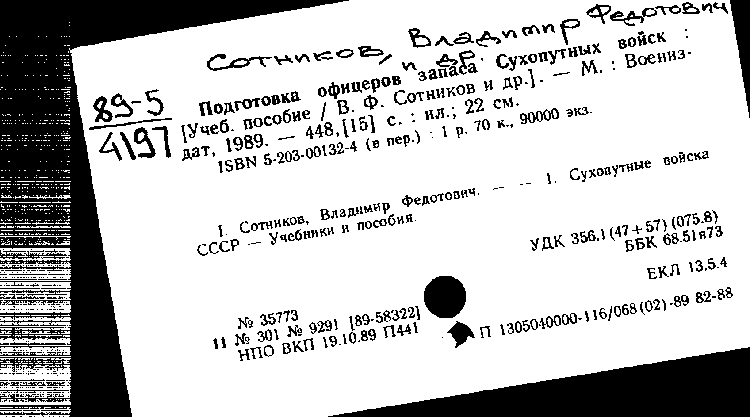 Сотников, Владимир Федотович
и др.
89-5
4197
Подготовка офицеров запаса Сухопутных войск :
[Учеб. пособие / В. Ф. Сотников и др.]. — М. : Воениз-
дат, 1989. — 448,[15] с. : ил.; 22 см.
ISBN 5-203-00132-4 (в пер.) : 1 р. 70 к., 90000 экз.
1. Сотников, Владимир Федотович. — — 1. Сухопутные войска
СССР — Учебники и пособия.
УДК 356.1(47+57)(075.8)
ББК 68.51я73
ЕКЛ 13.5.4
№ 35773
11 № 301 № 9291 [89-58322]
НПО ВКП 19.10.89 П441
П 1305040000-116/068(02)-89 82-88